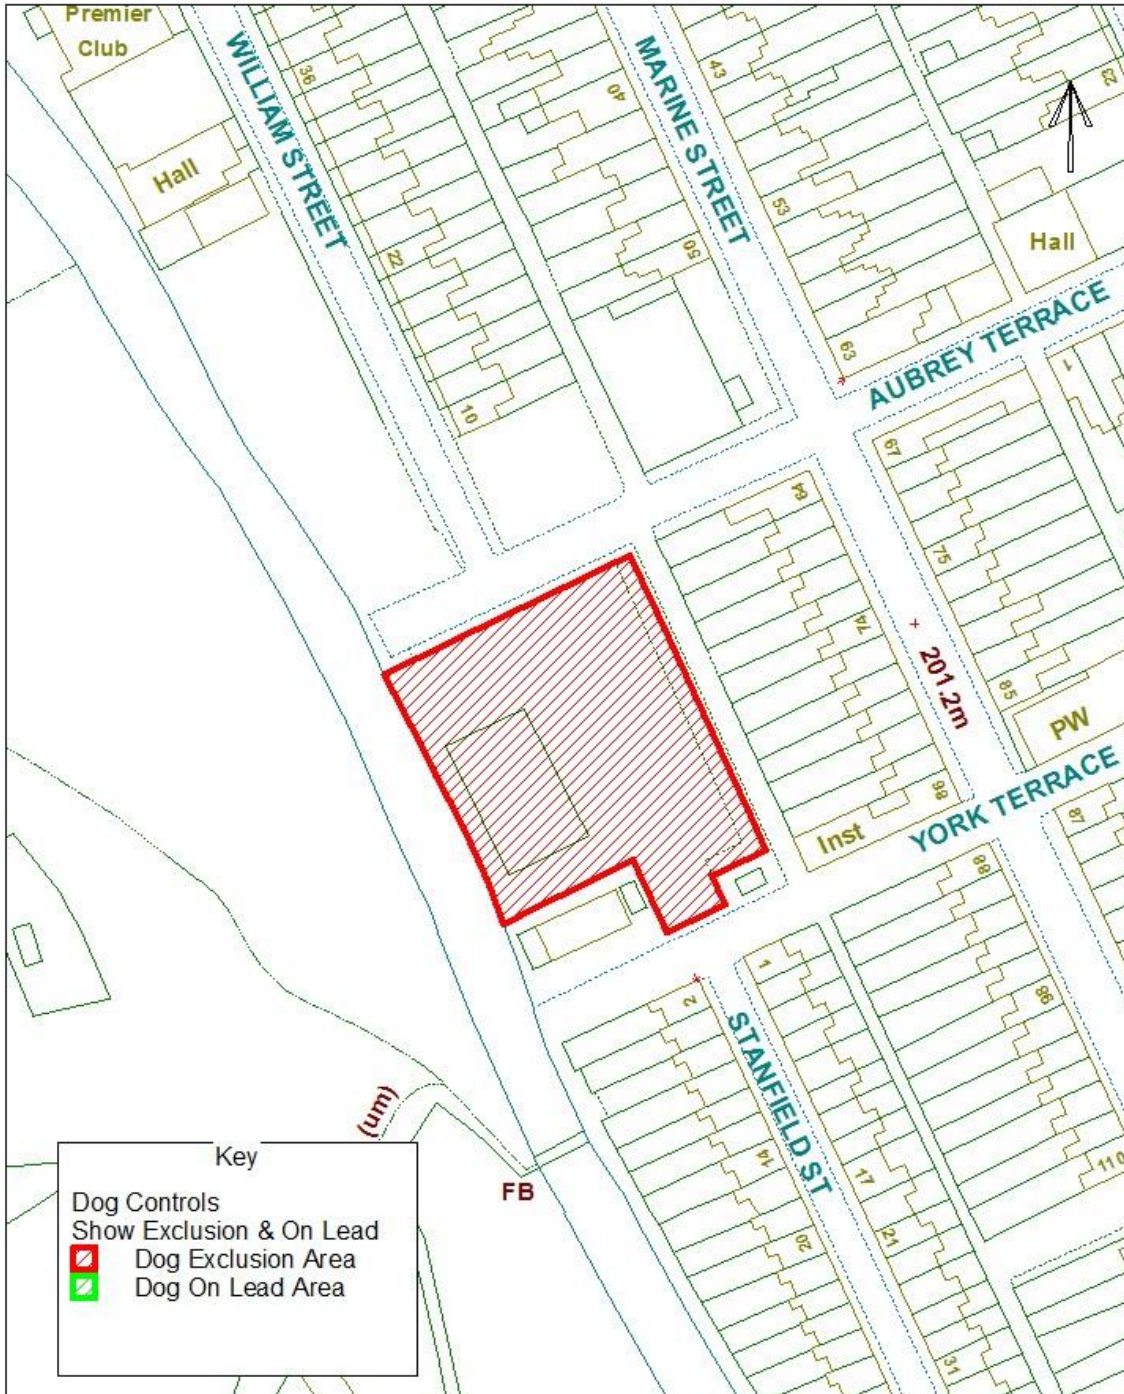 Premier
Club
Hall
WILLIAM STREET
36
22
10
MARINE STREET
40
50
43
53
63
23
Hall
AUBREY TERRACE
1
67
75
85
64
74
86
201.2m
PW
Inst
YORK TERRACE
87
88
98
110
1
2
STANFIELD ST
14
17
20
21
31
(um)
FB
Key
Dog Controls
Show Exclusion & On Lead
Dog Exclusion Area
Dog On Lead Area